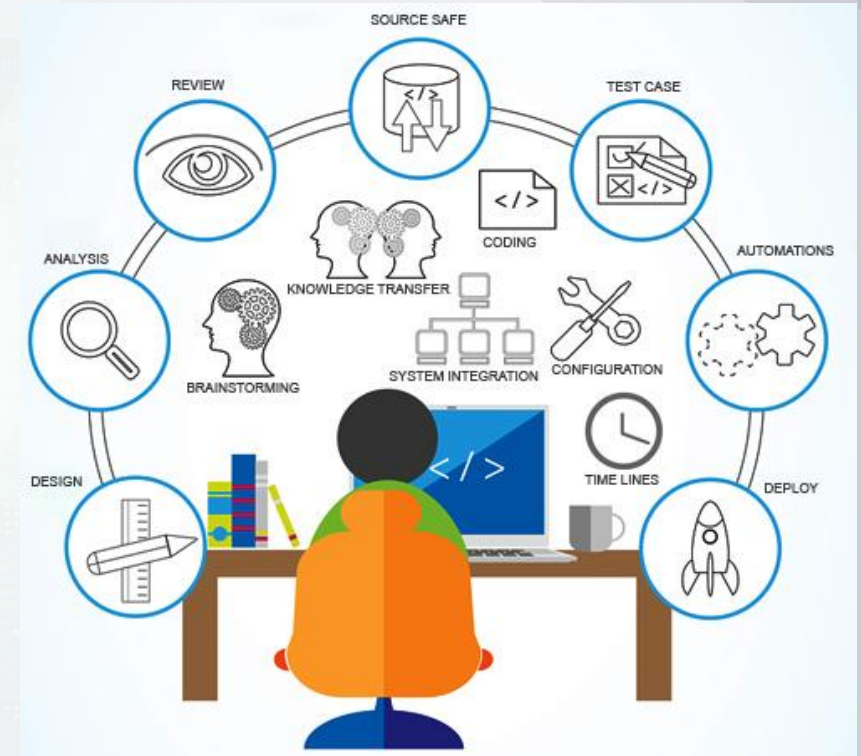 SOURCE SAFE
REVIEW
TEST CASE
</>
</>
</>
CODING
ANALYSIS
AUTOMATIONS
KNOWLEDGE TRANSFER
BRAINSTORMING
SYSTEM INTEGRATION
CONFIGURATION
</>
DESIGN
TIME LINES
DEPLOY